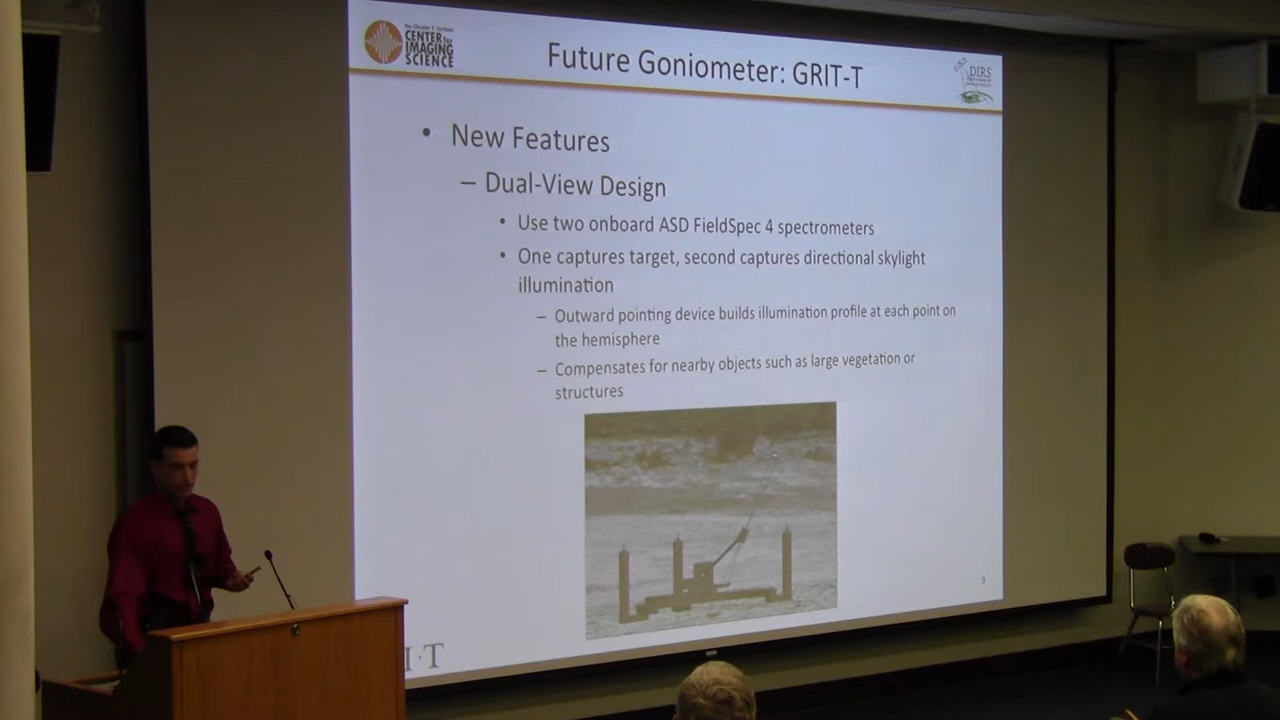 CENTER for
IMAGING
SCIENCE
Future Goniometer: GRIT-T
DIRS
• New Features
– Dual-View Design
• Use two onboard ASD FieldSpec 4 spectrometers
• One captures target, second captures directional skylight
illumination
– Outward pointing device builds illumination profile at each point on
the hemisphere
– Compensates for nearby objects such as large vegetation or
structures
9
I·T